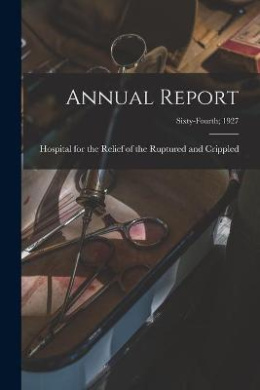 Annual Report
Sixty-Fourth; 1927
Hospital for the Relief of the Ruptured and Crippled